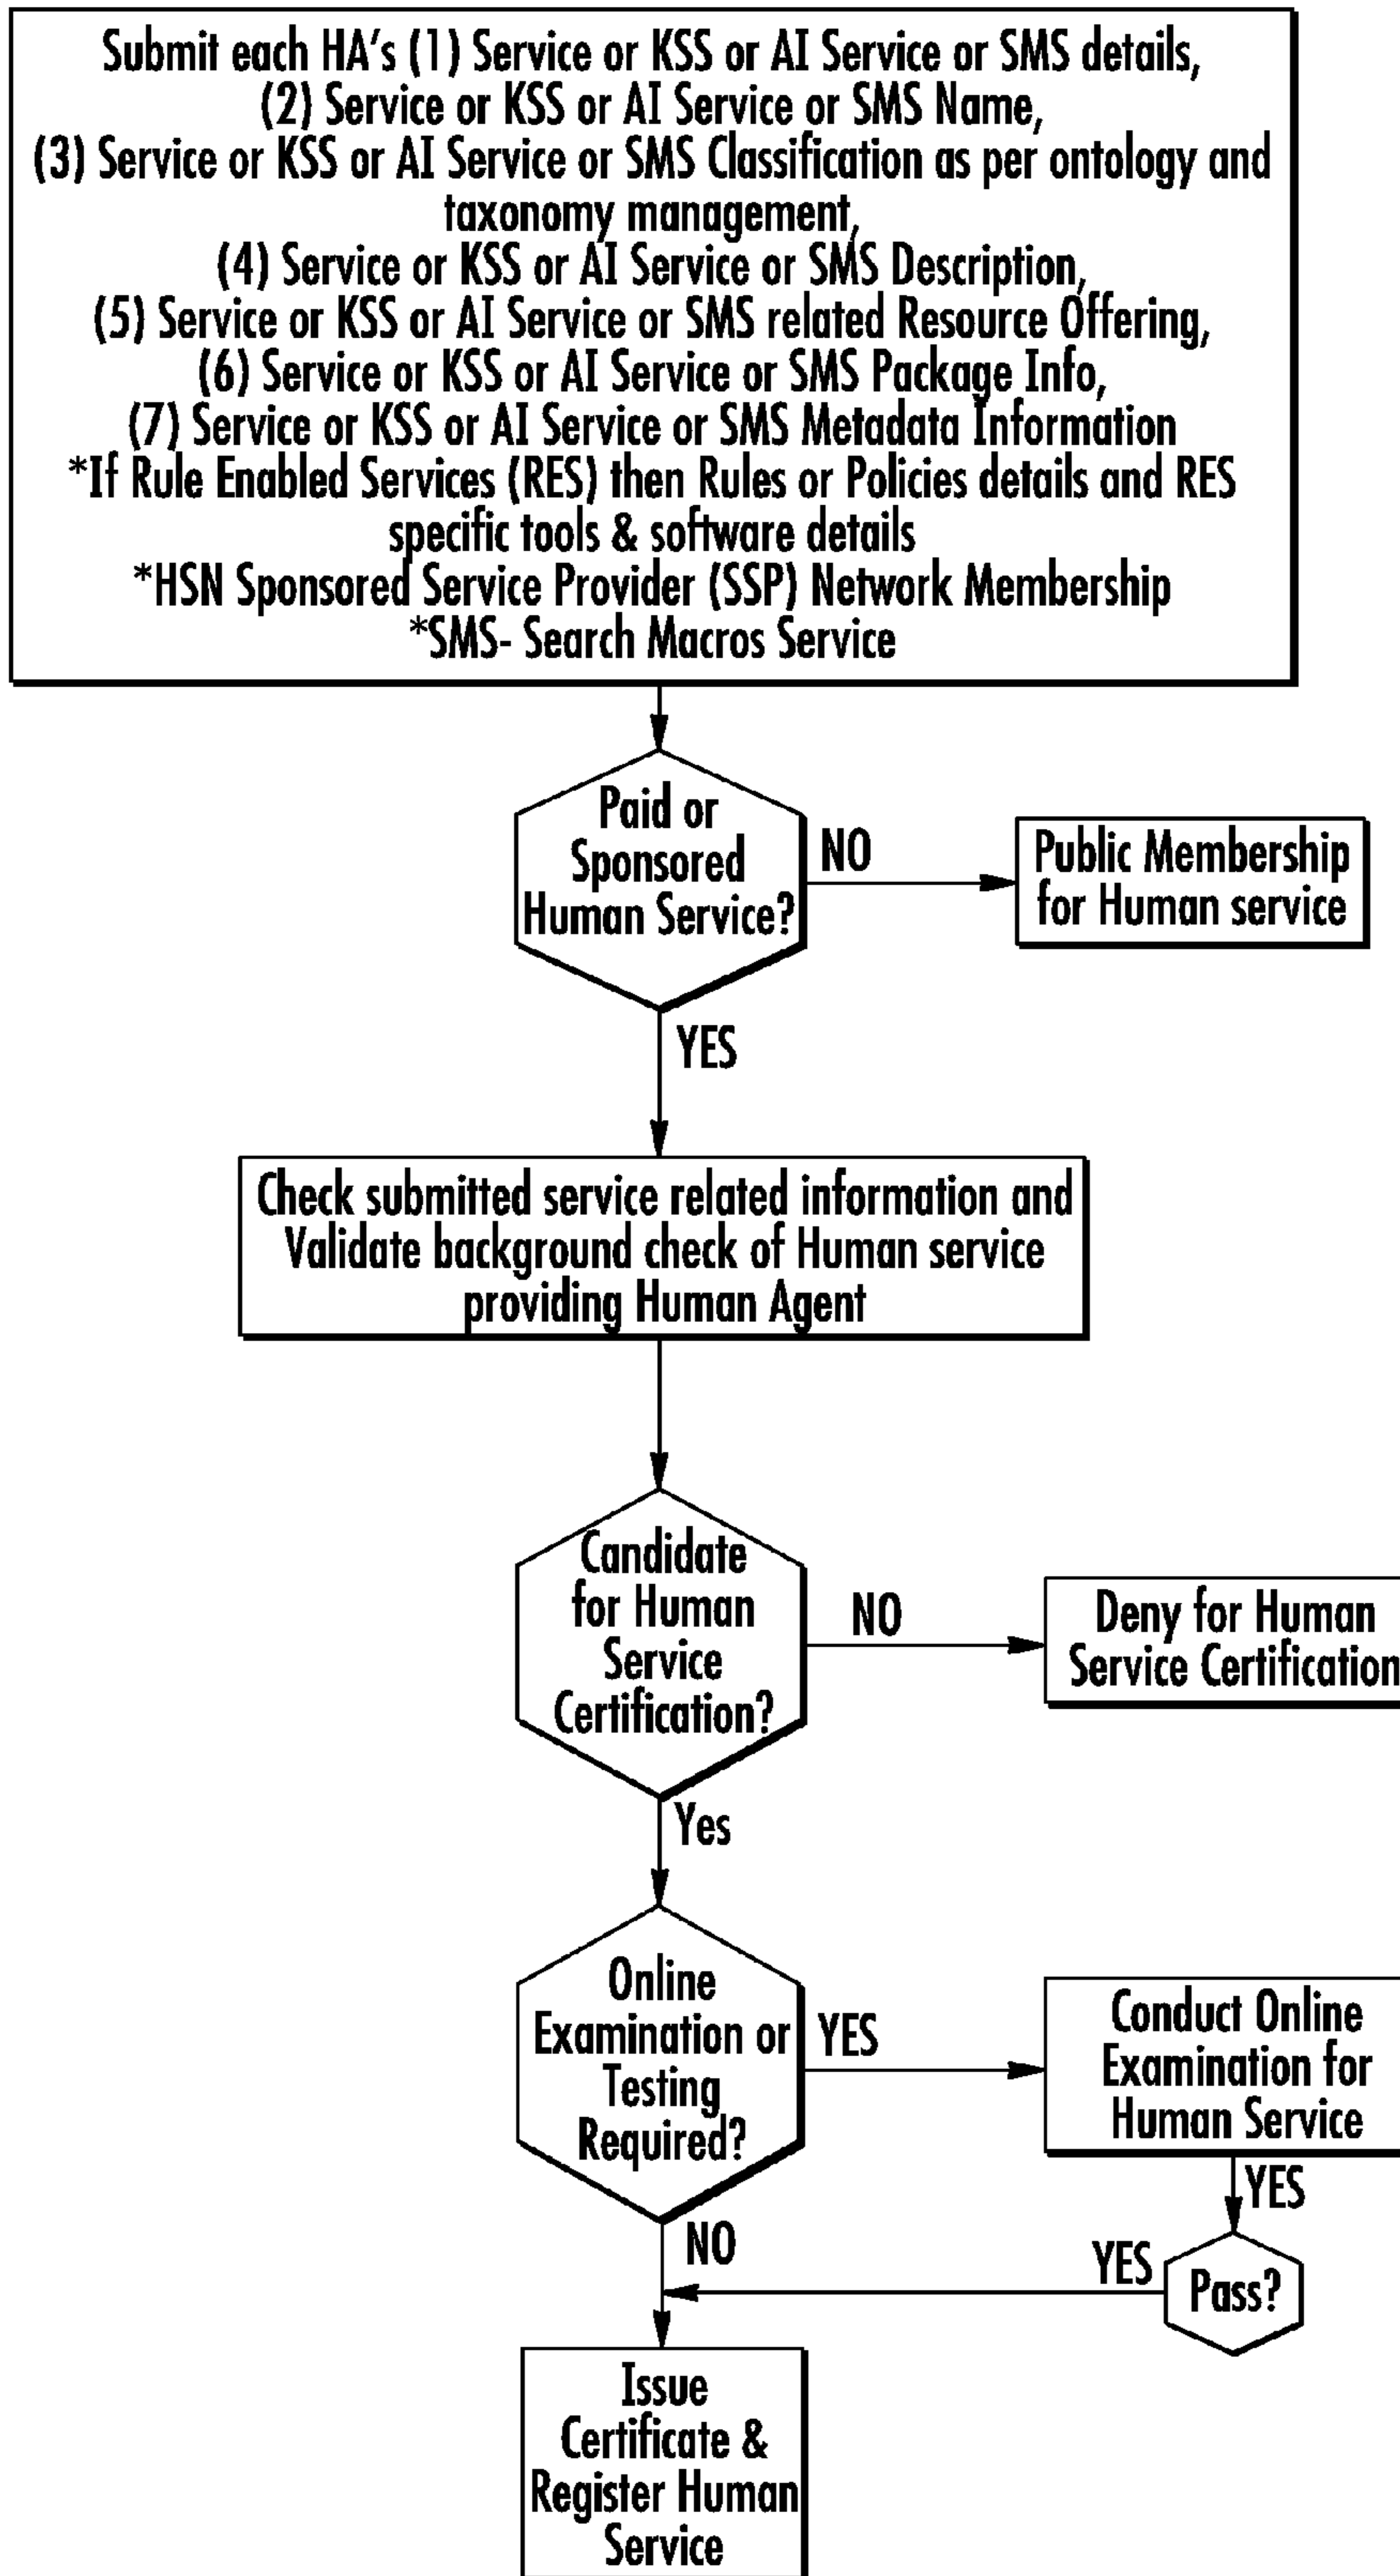 Submit each HA's (1) Service or KSS or AI Service or SMS details,
(2) Service or KSS or AI Service or SMS Name,
(3) Service or KSS or AI Service or SMS Classification as per ontology and
taxonomy management,
(4) Service or KSS or AI Service or SMS Description,
(5) Service or KSS or AI Service or SMS related Resource Offering,
(6) Service or KSS or AI Service or SMS Package Info,
(7) Service or KSS or AI Service or SMS Metadata Information
*If Rule Enabled Services (RES) then Rules or Policies details and RES
specific tools & software details
*HSN Sponsored Service Provider (SSP) Network Membership
*SMS- Search Macros Service
Paid or
Sponsored
Human Service?
NO
Public Membership
for Human service
YES
Check submitted service related information and
Validate background check of Human service
providing Human Agent
Candidate
for Human
Service
Certification?
NO
Deny for Human
Service Certification
Yes
Online
Examination or
Testing
Required?
YES
Conduct Online
Examination for
Human Service
YES
NO
YES
Pass?
Issue
Certificate &
Register Human
Service